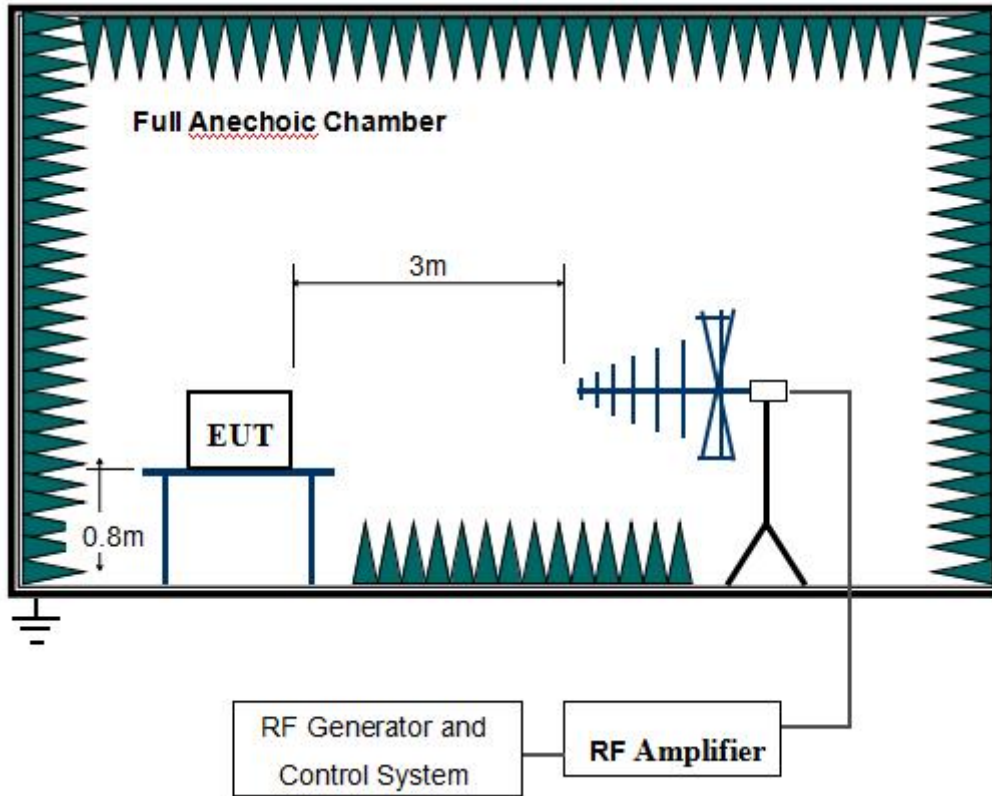 Full Anechoic Chamber
3m
EUT
0.8m
RF Generator and
Control System
RF Amplifier